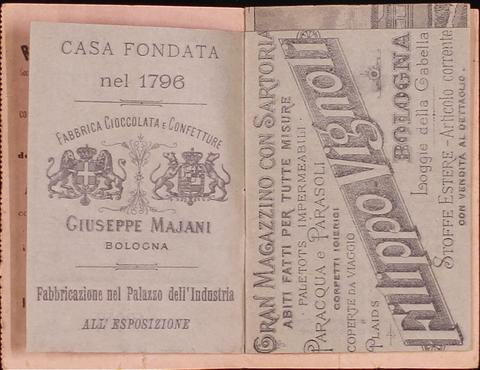 CASA FONDATA
nel 1796
FABBRICA CIOCCOLATA E CONFETTURE
GIUSEPPE MAJANI
BOLOGNA
Fabbricazione nel Palazzo dell'Industria
ALL'ESPOSIZIONE
GRAN MAGAZZINO CON SARTORIA
ABITI FATTI PER TUTTE MISURE
PALETOTS IMPERMEABILI
PARACQUA e PARASOLI
CORPETTI IGIENICI
COPERTE DA VIAGGIO
PLAIDS
Filippo Vignoli
BOLOGNA
Loggie della Gabella
STOFFE ESTERE - Articolo corrente
CON VENDITA AL DETTAGLIO.